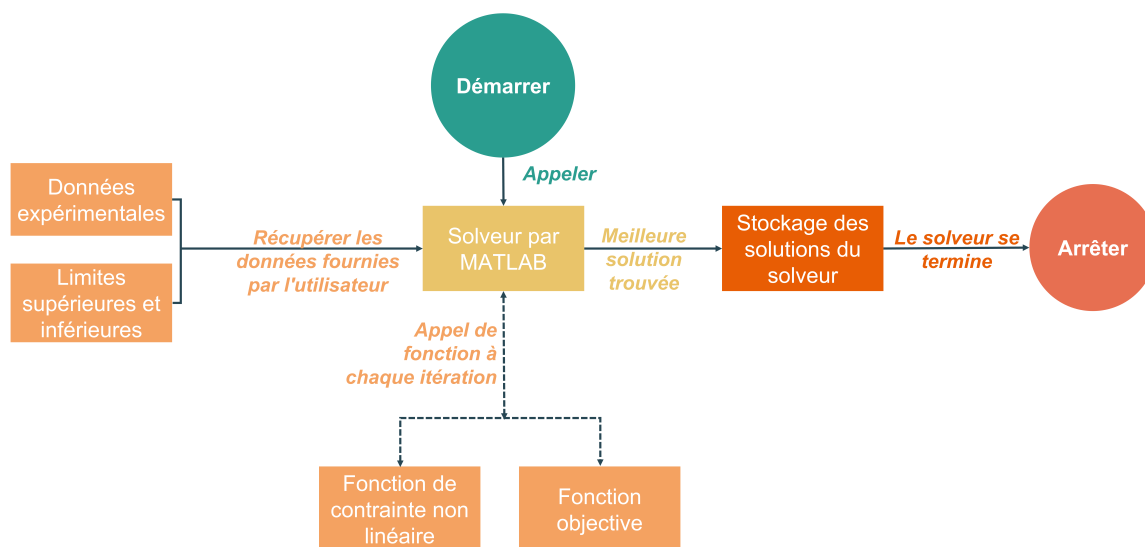 Démarrer
Appeler
Données
expérimentales
Limites
supérieures et
inférieures
Récupérer les
données fournies
par l'utilisateur
Solveur par
MATLAB
Meilleure
solution
trouvée
Stockage des
solutions du
solveur
Le solveur se
termine
Arrêter
Appel de
fonction à
chaque itération
Fonction de
contrainte non
linéaire
Fonction
objective